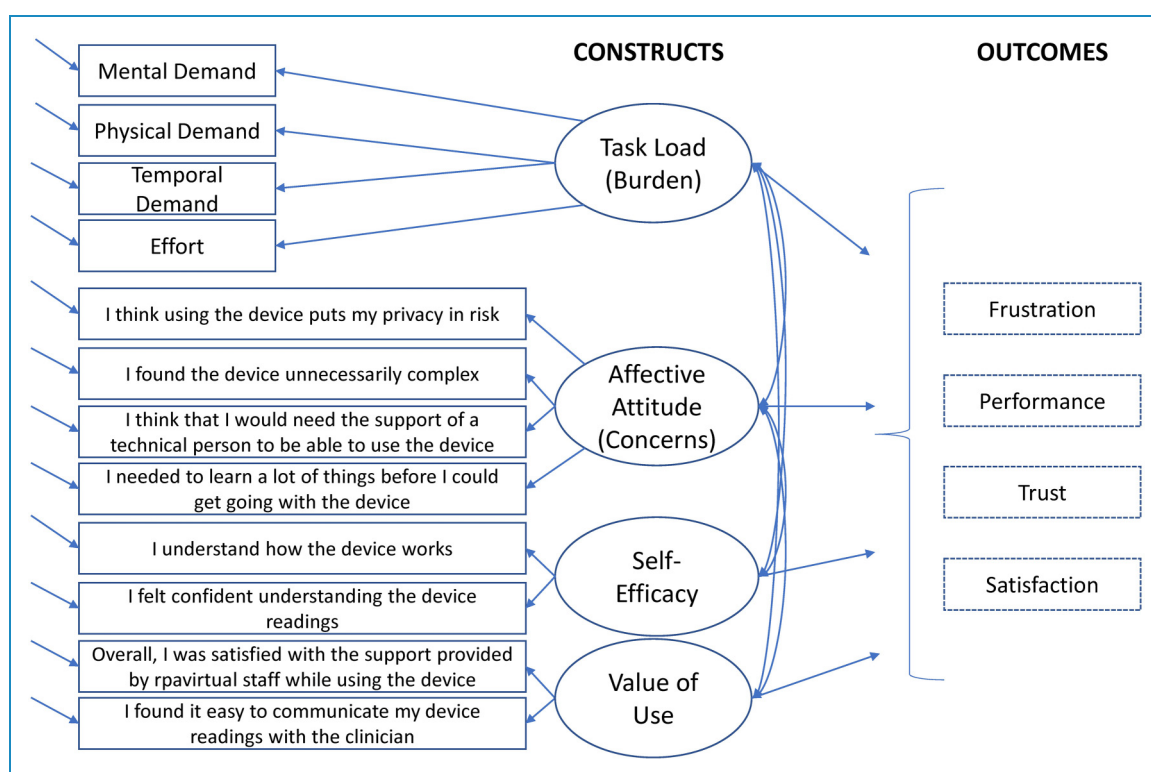 CONSTRUCTS
OUTCOMES
Mental Demand
Physical Demand
Temporal
Demand
Effort
Task Load
(Burden)
I think using the device puts my privacy in risk
I found the device unnecessarily complex
I think that I would need the support of a
technical person to be able to use the device
I needed to learn a lot of things before I could
get going with the device
Affective
Attitude
(Concerns)
I understand how the device works
I felt confident understanding the device
readings
Self-
Efficacy
Overall, I was satisfied with the support provided
by rpavirtual staff while using the device
I found it easy to communicate my device
readings with the clinician
Value of
Use
Frustration
Performance
Trust
Satisfaction